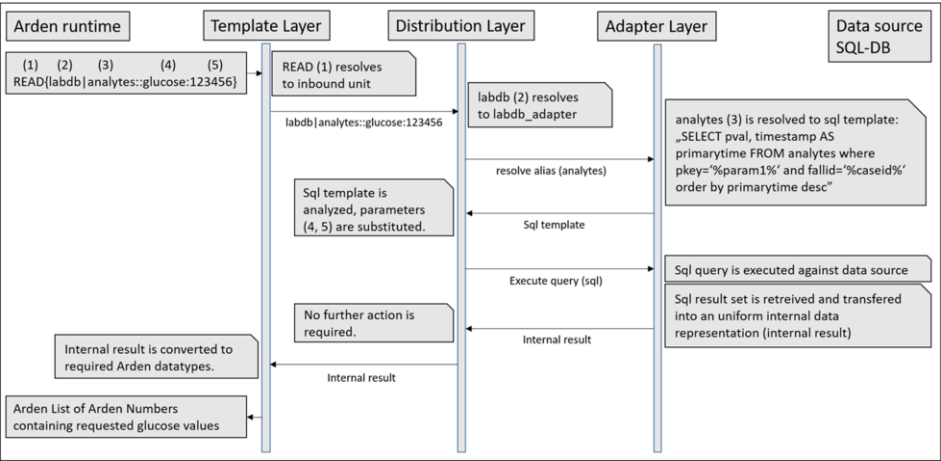 Arden runtime
Template Layer
Distribution Layer
Adapter Layer
Data source
SQL-DB
(1) (2) (3) (4) (5)
READ{labdb|analytes::glucose:123456}
READ (1) resolves
to inbound unit
labdb|analytes::glucose:123456
labdb (2) resolves
to labdb_adapter
resolve alias (analytes)
analytes (3) is resolved to sql template:
„SELECT pval, timestamp AS
primarytime FROM analytes where
pkey=‘%param1%‘ and fallid=‘%caseid%‘
order by primarytime desc”
Sql template is
analyzed, parameters
(4, 5) are substituted.
Sql template
Execute query (sql)
Sql query is executed against data source
Sql result set is retreived and transfered
into an uniform internal data
representation (internal result)
No further action is
required.
Internal result
Internal result is converted to
required Arden datatypes.
Internal result
Arden List of Arden Numbers
containing requested glucose values